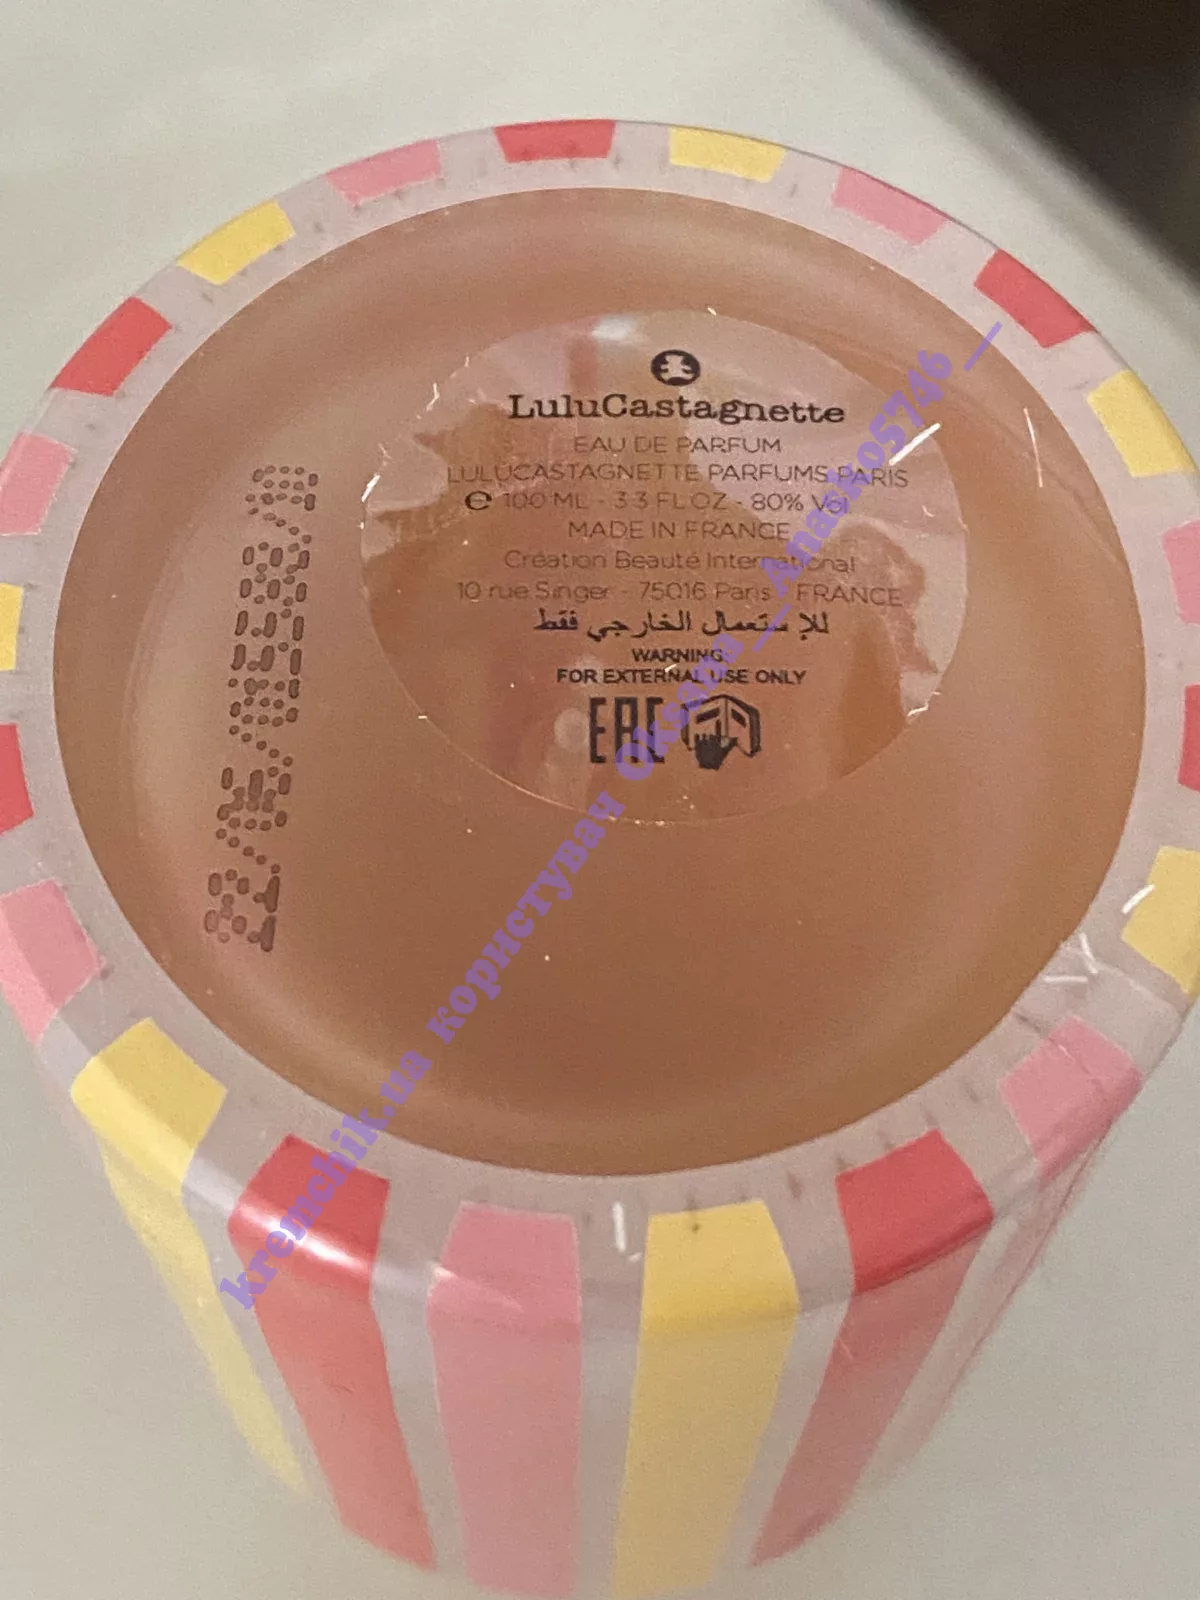 LuluCastagnette
EAU DE PARFUM
LULUCASTAGNETTE PARFUMS PARIS
℮ 100 ML - 3.3 FL.OZ - 80% Vol
MADE IN FRANCE
Création Beauté International
10 rue Singer - 75016 Paris - FRANCE
للإستعمال الخارجي فقط
WARNING:
FOR EXTERNAL USE ONLY
EAC
kremchik.ua користувач Oksana__Anasko5746__